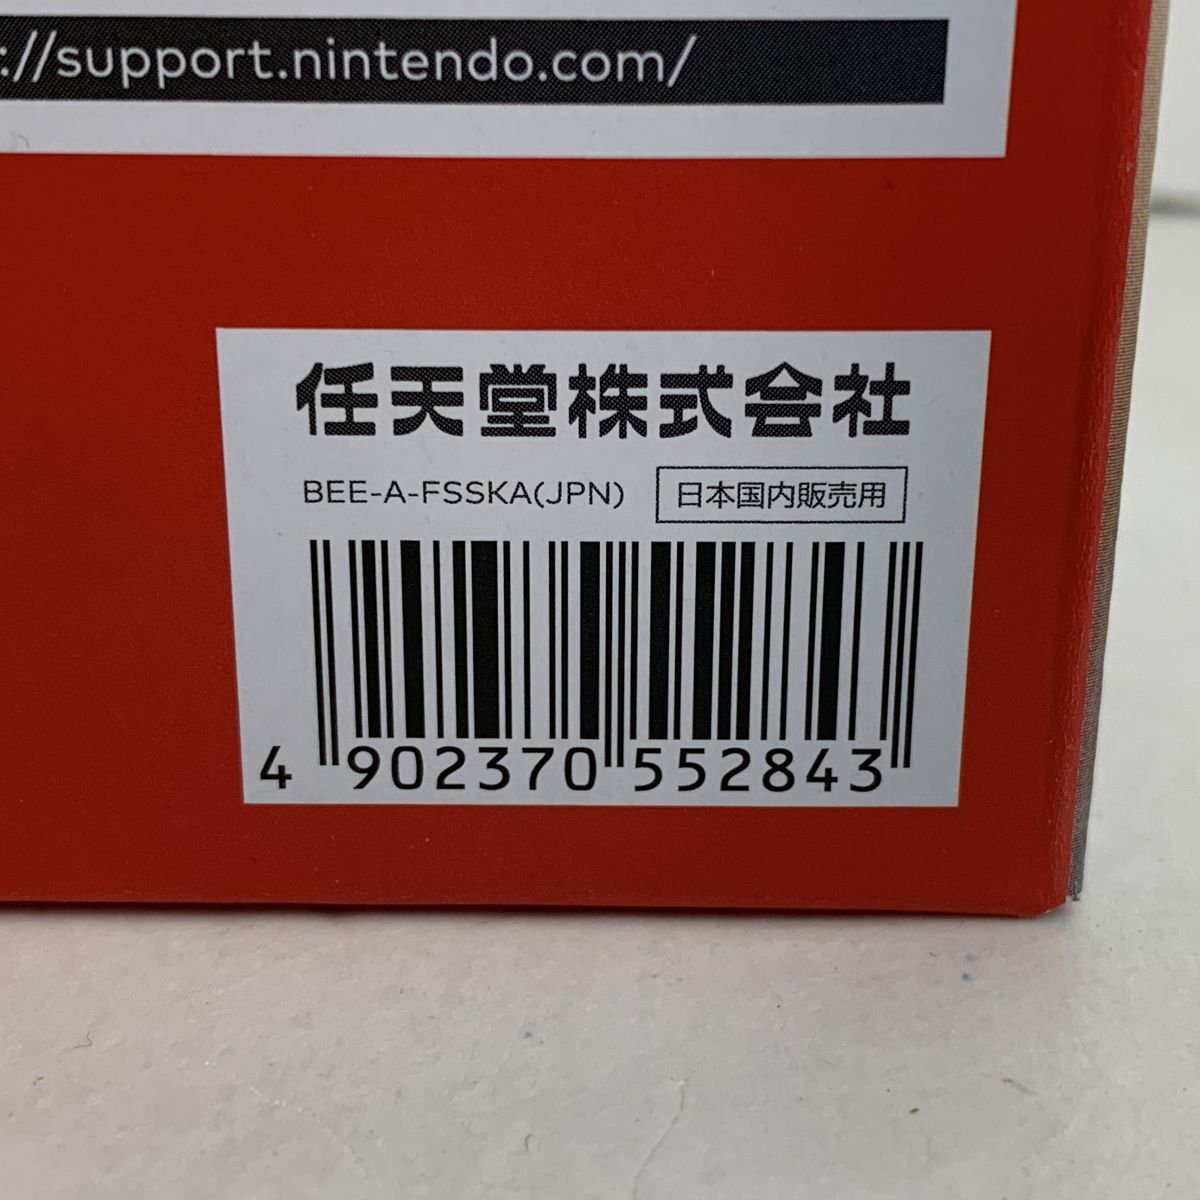 ://support.nintendo.com/
任天堂株式会社
BEE-A-FSSKA(JPN) 日本国内販売用
4 902370 552843